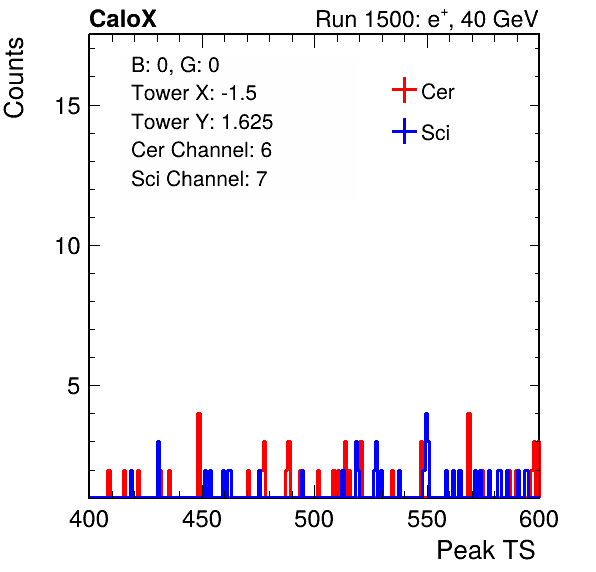 CaloX Run 1500: e⁺, 40 GeV
Counts
B: 0, G: 0
Tower X: -1.5
Tower Y: 1.625
Cer Channel: 6
Sci Channel: 7
Cer
Sci
15
10
5
400 450 500 550 600
Peak TS